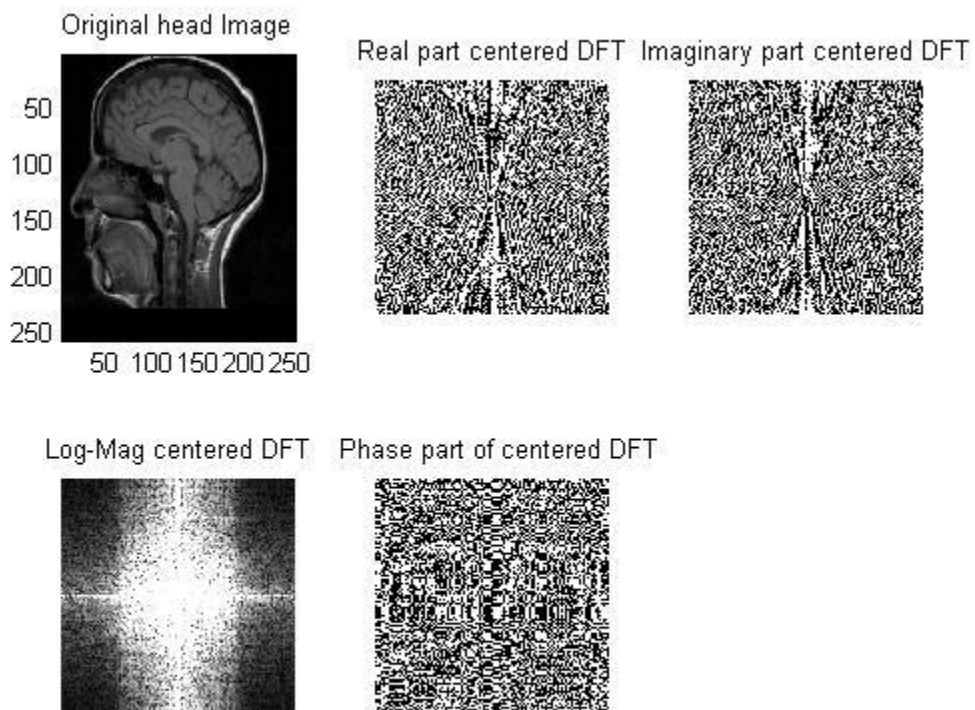 Original head Image
Real part centered DFT
Imaginary part centered DFT
50
100
150
200
250
50 100 150 200 250
Log-Mag centered DFT
Phase part of centered DFT